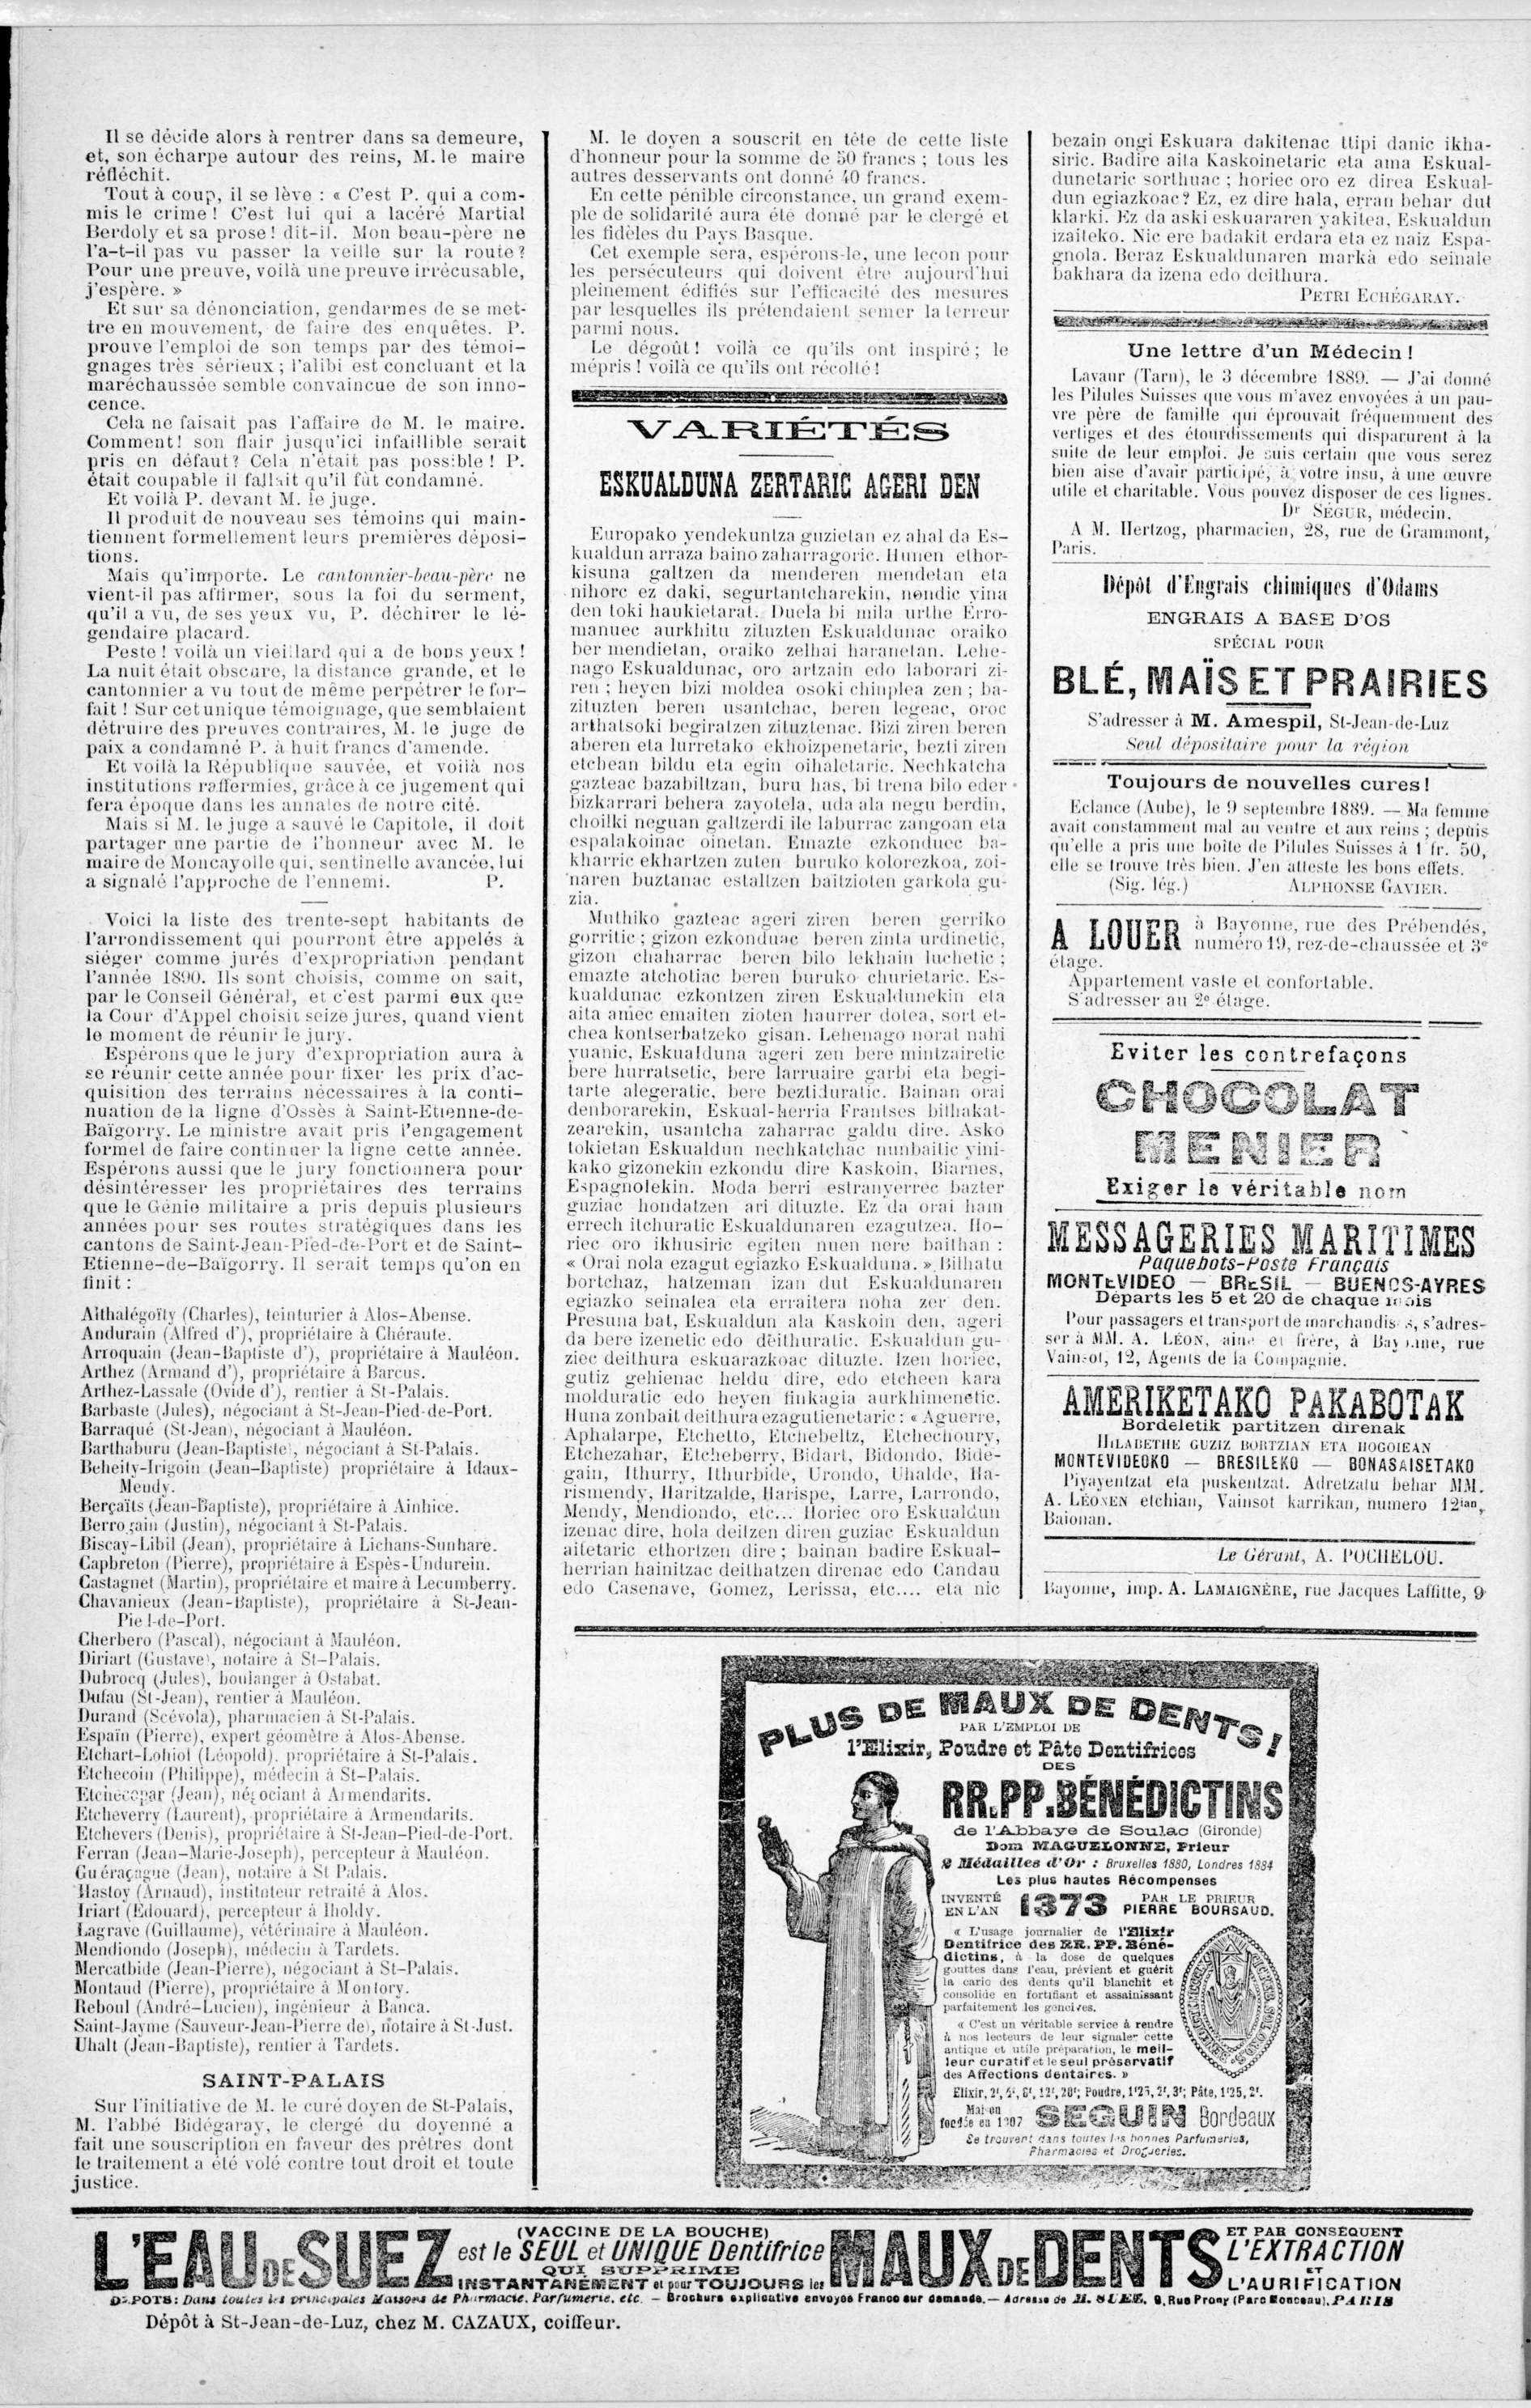 Il se décide alors à rentrer dans sa demeure,
et, son écharpe autour des reins, M. le maire
réfléchit.
Tout à coup, il se lève : « C'est P. qui a com-
mis le crime ! C'est lui qui a lacéré Martial
Berdoly et sa prose ! dit-il. Mon beau-père ne
l'a-t-il pas vu passer la veille sur la route ?
Pour une preuve, voilà une preuve irrécusable,
j'espère. »
Et sur sa dénonciation, gendarmes de se met-
tre en mouvement, de faire des enquêtes. P.
prouve l'emploi de son temps par des témoi-
gnages très sérieux ; l'alibi est concluant et la
maréchaussée semble convaincue de son inno-
cence.
Cela ne faisait pas l'affaire de M. le maire.
Comment ! son flair jusqu'ici infaillible serait
pris en défaut ? Cela n'était pas possible ! P.
était coupable il fallait qu'il fût condamné.
Et voilà P. devant M. le juge.
Il produit de nouveau ses témoins qui main-
tiennent formellement leurs premières déposi-
tions.
Mais qu'importe. Le cantonnier-beau-père ne
vient-il pas affirmer, sous la foi du serment,
qu'il a vu, de ses yeux vu, P. déchirer le lé-
gendaire placard.
Peste ! voilà un vieillard qui a de bons yeux !
La nuit était obscure, la distance grande, et le
cantonnier a vu tout de même perpétrer le for-
fait ! Sur cet unique témoignage, que semblaient
détruire des preuves contraires, M. le juge de
paix a condamné P. à huit francs d'amende.
Et voilà la République sauvée, et voilà nos
institutions raffermies, grâce à ce jugement qui
fera époque dans les annales de notre cité.
Mais si M. le juge a sauvé le Capitole, il doit
partager une partie de l'honneur avec M. le
maire de Moncayolle qui, sentinelle avancée, lui
a signalé l'approche de l'ennemi. P.
Voici la liste des trente-sept habitants de
l'arrondissement qui pourront être appelés à
siéger comme jurés d'expropriation pendant
l'année 1890. Ils sont choisis, comme on sait,
par le Conseil Général, et c'est parmi eux que
la Cour d'Appel choisit seize jures, quand vient
le moment de réunir le jury.
Espérons que le jury d'expropriation aura à
se réunir cette année pour fixer les prix d'ac-
quisition des terrains nécessaires à la conti-
nuation de la ligne d'Ossès à Saint-Etienne-de-
Baïgorry. Le ministre avait pris l'engagement
formel de faire continuer la ligne cette année.
Espérons aussi que le jury fonctionnera pour
désintéresser les propriétaires des terrains
que le Génie militaire a pris depuis plusieurs
années pour ses routes stratégiques dans les
cantons de Saint-Jean-Pied-de-Port et de Saint-
Etienne-de-Baïgorry. Il serait temps qu'on en
finit :
Aithalégoïty (Charles), teinturier à Alos-Abense.
Andurain (Alfred d'), propriétaire à Chéraute.
Arroquain (Jean-Baptiste d'), propriétaire à Mauléon.
Arthez (Armand d'), propriétaire à Barcus.
Arthez-Lassale (Ovide d'), rentier à St-Palais.
Barbaste (Jules), négociant à St-Jean-Pied-de-Port.
Barraqué (St-Jean), négociant à Mauléon.
Barthaburu (Jean-Baptiste), négociant à St-Palais.
Beheity-Irigoin (Jean-Baptiste) propriétaire à Idaux-
Mendy.
Berçaïts (Jean-Baptiste), propriétaire à Ainhice.
Berrogain (Justin), négociant à St-Palais.
Biscay-Libil (Jean), propriétaire à Lichans-Sunhare.
Capbreton (Pierre), propriétaire à Espès-Undurein.
Castagnet (Martin), propriétaire et maire à Lecumberry.
Chavanieux (Jean-Baptiste), propriétaire à St-Jean-
Pied-de-Port.
Cherbero (Pascal), négociant à Mauléon.
Diriart (Gustave), notaire à St-Palais.
Dubrocq (Jules), boulanger à Ostabat.
Dufau (St-Jean), rentier à Mauléon.
Durand (Scévola), pharmacien à St-Palais.
Espaïn (Pierre), expert géomètre à Alos-Abense.
Etchart-Lohiol (Léopold), propriétaire à St-Palais.
Etchecoin (Philippe), médecin à St-Palais.
Etchecopar (Jean), négociant à Armendarits.
Etcheverry (Laurent), propriétaire à Armendarits.
Etchevers (Denis), propriétaire à St-Jean-Pied-de-Port.
Ferran (Jean-Marie-Joseph), percepteur à Mauléon.
Guéraçague (Jean), notaire à St Palais.
Hastoy (Arnaud), instituteur retraité à Alos.
Iriart (Edouard), percepteur à Iholdy.
Lagrave (Guillaume), vétérinaire à Mauléon.
Mendiondo (Joseph), médecin à Tardets.
Mercatbide (Jean-Pierre), négociant à St-Palais.
Montaud (Pierre), propriétaire à Montory.
Reboul (André-Lucien), ingénieur à Banca.
Saint-Jayme (Sauveur-Jean-Pierre de), notaire à St-Just.
Uhalt (Jean-Baptiste), rentier à Tardets.
SAINT-PALAIS
Sur l'initiative de M. le curé doyen de St-Palais,
M. l'abbé Bidégaray, le clergé du doyenné a
fait une souscription en faveur des prêtres dont
le traitement a été volé contre tout droit et toute
justice.
M. le doyen a souscrit en tête de cette liste
d'honneur pour la somme de 50 francs ; tous les
autres desservants ont donné 40 francs.
En cette pénible circonstance, un grand exem-
ple de solidarité aura été donné par le clergé et
les fidèles du Pays Basque.
Cet exemple sera, espérons-le, une leçon pour
les persécuteurs qui doivent être aujourd'hui
pleinement édifiés sur l'efficacité des mesures
par lesquelles ils prétendaient semer la terreur
parmi nous.
Le dégoût ! voilà ce qu'ils ont inspiré ; le
mépris ! voilà ce qu'ils ont récolté !
VARIÉTÉS
ESKUALDUNA ZERTARIC AGERI DEN
Europako yendekuntza guzietan ez ahal da Es-
kualdun arraza baino zaharragoric. Hunen ethor-
kisuna galtzen da menderen mendetan eta
nihorc ez daki, segurtantcharekin, nondic yina
den toki haukietarat. Duela bi mila urthe Erro-
manuec aurkhitu zituzten Eskualdunac oraiko
ber mendietan, oraiko zelhai haranetan. Lehe-
nago Eskualdunac, oro artzain edo laborari zi-
ren ; heyen bizi moldea osoki chinplea zen ; ba-
zituzten beren usantchac, beren legeac, oroc
arthatsoki begiratzen zituztenac. Bizi ziren beren
aberen eta lurretako ekhoizpenetaric, bezti ziren
etchean bildu eta egin oihaletaric. Nechkatcha
gazteac bazabiltzan, buru has, bi trena bilo eder
bizkarrari behera zayotela, uda ala negu berdin,
choilki neguan galtzerdi ile laburrac zangoan eta
espalakoinac oinetan. Emazte ezkonduec ba-
kharric ekhartzen zuten buruko kolorezkoa, zoi-
naren buztanac estaltzen baitzioten garkola gu-
zia.
Muthiko gazteac ageri ziren beren gerriko
gorritic ; gizon ezkonduac beren zinta urdinetic,
gizon chaharrac beren bilo lekhain luchetic ;
emazte atchotiac beren buruko churietaric. Es-
kualdunac ezkontzen ziren Eskualdunekin eta
aita amec emaiten zioten haurrer dotea, sort et-
chea kontserbatzeko gisan. Lehenago norat nahi
yuanic, Eskualduna ageri zen bere mintzairetic
bere hurratsetic, bere larruaire garbi eta begi-
tarte alegeratic, bere beztiduratic. Bainan orai
denborarekin, Eskual-herria Frantses bilhakat-
zearekin, usantcha zaharrac galdu dire. Asko
tokietan Eskualdun nechkatchac nunbaitic yini-
kako gizonekin ezkondu dire Kaskoin, Biarnes,
Espagnolekin. Moda berri estranyerrec bazter
guziac hondatzen ari dituzte. Ez da orai hain
errech itchuratic Eskualdunaren ezagutzea. Ho-
riec oro ikhusiric egiten nuen nere baithan :
« Orai nola ezagut egiazko Eskualduna. » Bilhatu
bortchaz, hatzeman izan dut Eskualdunaren
egiazko seinalea eta erraitera noha zer den.
Presuna bat, Eskualdun ala Kaskoin den, ageri
da bere izenetic edo deithuratic. Eskualdun gu-
ziec deithura eskuarazkoac dituzte. Izen horiec,
gutiz gehienac heldu dire, edo etcheen kara
molduratic edo heyen finkagia aurkhimenetic.
Huna zonbait deithura ezagutienetaric : « Aguerre,
Aphalarpe, Etchetto, Etchebeltz, Etchechoury,
Etchezahar, Etcheberry, Bidart, Bidondo, Bide-
gain, Ithurry, Ithurbide, Urondo, Uhalde, Ha-
rismendy, Haritzalde, Harispe, Larre, Larrondo,
Mendy, Mendiondo, etc... Horiec oro Eskualdun
izenac dire, hola deitzen diren guziac Eskualdun
aitetaric ethortzen dire ; bainan badire Eskual-
herrian hainitzac deithatzen direnac edo Candau
edo Casenave, Gomez, Lerissa, etc.... eta nic
bezain ongi Eskuara dakitenac ttipi danic ikha-
siric. Badire aita Kaskoinetaric eta ama Eskual-
dunetaric sorthuac ; horiec oro ez direa Eskual-
dun egiazkoac ? Ez, ez dire hala, erran behar dut
klarki. Ez da aski eskuararen yakitea, Eskualdun
izaiteko. Nic ere badakit erdara eta ez naiz Espa-
gnola. Beraz Eskualdunaren marka edo seinale
bakhara da izena edo deithura.
PETRI ECHÉGARAY.
Une lettre d'un Médecin !
Lavaur (Tarn), le 3 décembre 1889. — J'ai donné
les Pilules Suisses que vous m'avez envoyées à un pau-
vre père de famille qui éprouvait fréquemment des
vertiges et des étourdissements qui disparurent à la
suite de leur emploi. Je suis certain que vous serez
bien aise d'avair participé, à votre insu, à une œuvre
utile et charitable. Vous pouvez disposer de ces lignes.
Dr SÉGUR, médecin.
A M. Hertzog, pharmacien, 28, rue de Grammont,
Paris.
Dépôt d'Engrais chimiques d'Odams
ENGRAIS A BASE D'OS
SPÉCIAL POUR
BLÉ, MAÏS ET PRAIRIES
S'adresser à M. Amespil, St-Jean-de-Luz
Seul dépositaire pour la région
Toujours de nouvelles cures !
Eclance (Aube), le 9 septembre 1889. — Ma femme
avait constamment mal au ventre et aux reins ; depuis
qu'elle a pris une boite de Pilules Suisses à 1 fr. 50,
elle se trouve très bien. J'en atteste les bons effets.
(Sig. lég.) ALPHONSE GAVIER.
A LOUER à Bayonne, rue des Prébendés,
numéro 19, rez-de-chaussée et 3e
étage.
Appartement vaste et confortable.
S'adresser au 2e étage.
Eviter les contrefaçons
CHOCOLAT
MENIER
Exiger le véritable nom
MESSAGERIES MARITIMES
Paquebots-Poste Français
MONTEVIDEO — BRESIL — BUENOS-AYRES
Départs les 5 et 20 de chaque mois
Pour passagers et transport de marchandises, s'adres-
ser à MM. A. LÉON, ainé et frère, à Bayonne, rue
Vainsot, 12, Agents de la Compagnie.
AMERIKETAKO PAKABOTAK
Bordeletik partitzen direnak
HILABETHE GUZIZ BORTZIAN ETA HOGOIEAN
MONTEVIDEOKO — BRESILEKO — BONASAISETAKO
Piyayentzat eta puskentzat. Adretzatu behar MM.
A. LÉONEN etchian, Vainsot karrikan, numero 12ian,
Baionan.
Le Gérant, A. POCHELOU.
Bayonne, imp. A. LAMAIGNÈRE, rue Jacques Laffitte, 9
PLUS DE MAUX DE DENTS !
PAR L'EMPLOI DE
l'Elixir, Poudre et Pâte Dentifrices
DES
RR.PP.BÉNÉDICTINS
de l'Abbaye de Soulac (Gironde)
Dom MAGUELONNE, Prieur
2 Médailles d'Or : Bruxelles 1880, Londres 1884
Les plus hautes Récompenses
INVENTÉ EN L'AN 1373 PAR LE PRIEUR PIERRE BOURSAUD.
« L'usage journalier de l'Elixir
Dentifrice des RR. PP. Béné-
dictins, à la dose de quelques
gouttes dans l'eau, prévient et guérit
la carie des dents qu'il blanchit et
consolide en fortifiant et assainissant
parfaitement les gencives.
« C'est un véritable service à rendre
à nos lecteurs de leur signaler cette
antique et utile préparation, le meil-
leur curatif et le seul préservatif
des Affections dentaires. »
Elixir, 2f, 4f, 8f, 12f, 20f; Poudre, 1f25, 2f, 3f; Pâte, 1f25, 2f.
Maison fondée en 1807 SEGUIN Bordeaux
Se trouvent dans toutes les bonnes Parfumeries,
Pharmacies et Drogueries.
L'EAU DE SUEZ (VACCINE DE LA BOUCHE)
est le SEUL et UNIQUE Dentifrice
QUI SUPPRIME
INSTANTANÉMENT et pour TOUJOURS les
MAUX DE DENTS
ET PAR CONSÉQUENT
L'EXTRACTION
ET
L'AURIFICATION
DÉPOTS: Dans toutes les principales Maisons de Pharmacie, Parfumerie, etc. — Brochure explicative envoyée Franco sur demande. — Adresse de M. SUEZ, 9, Rue Prony (Parc Monceau), PARIS
Dépôt à St-Jean-de-Luz, chez M. CAZAUX, coiffeur.